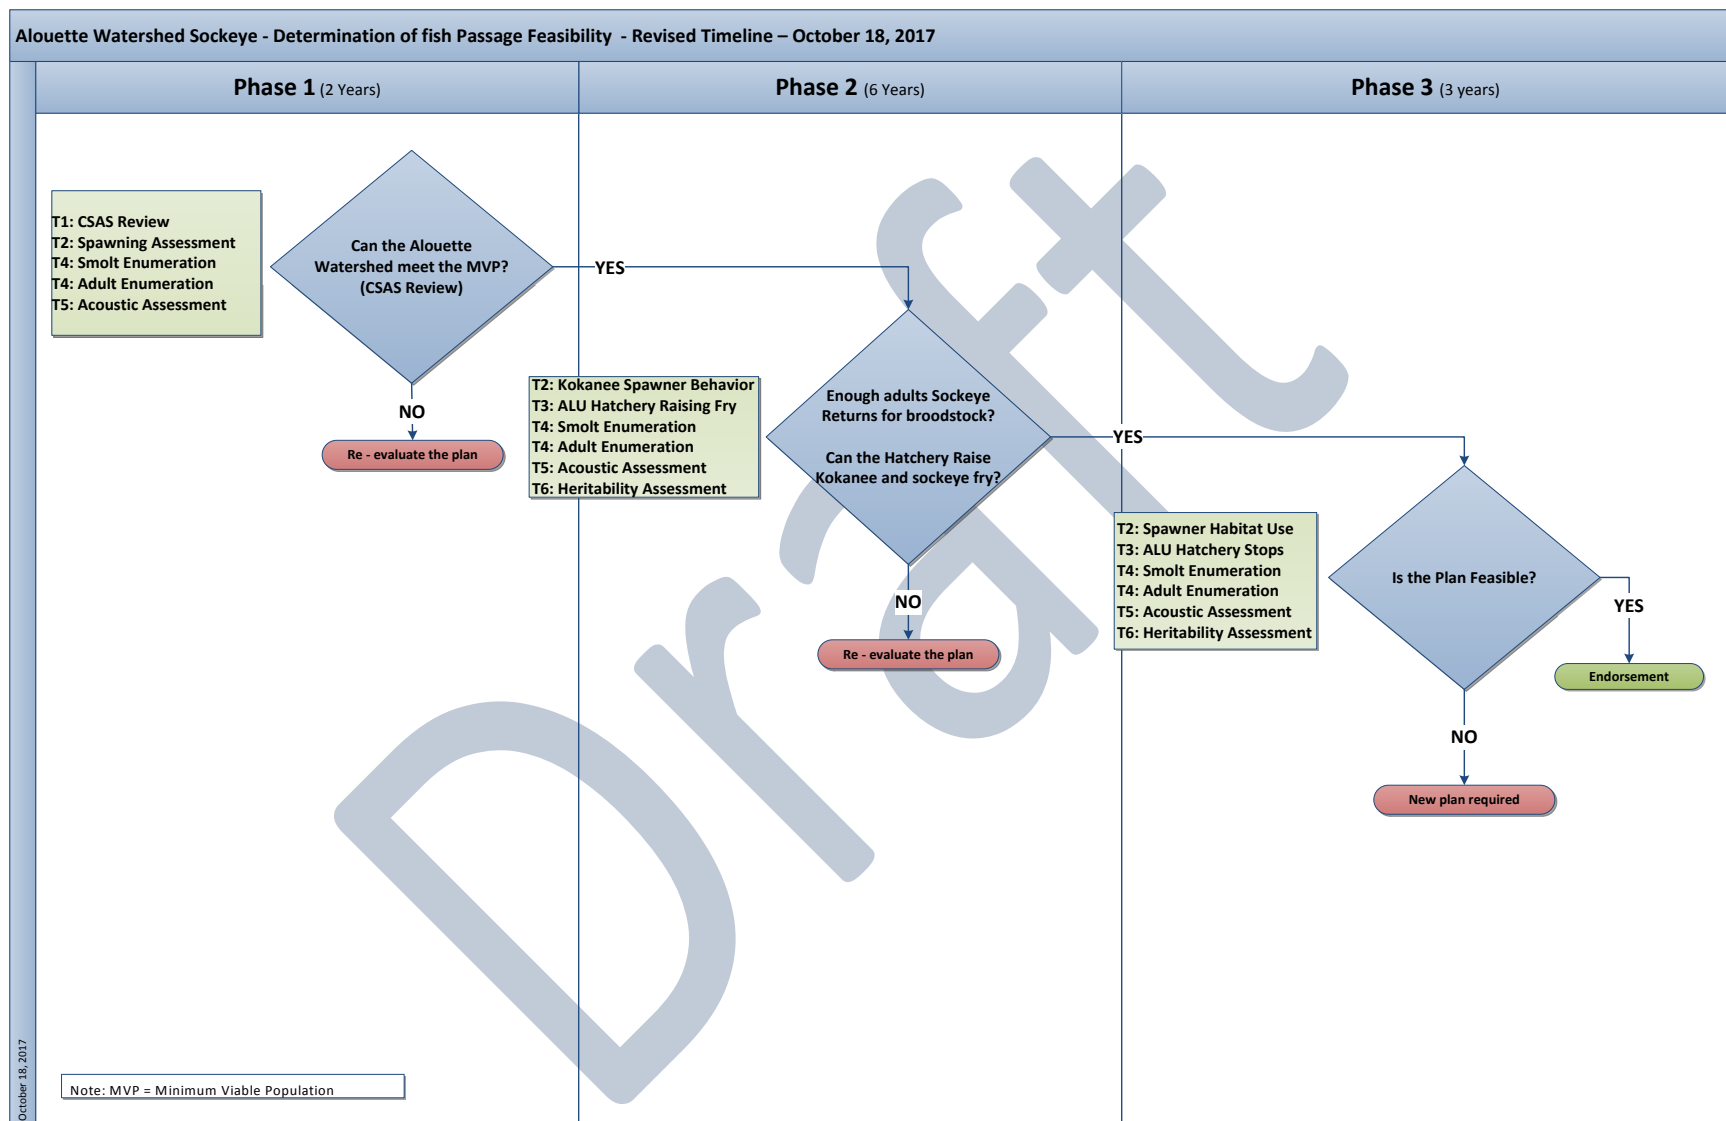 Alouette Watershed Sockeye - Determination of fish Passage Feasibility - Revised Timeline – October 18, 2017
Phase 1 (2 Years)
Phase 2 (6 Years)
Phase 3 (3 years)
T1: CSAS Review
T2: Spawning Assessment
T4: Smolt Enumeration
T4: Adult Enumeration
T5: Acoustic Assessment
Can the Alouette
Watershed meet the MVP?
(CSAS Review)
YES
NO
Re - evaluate the plan
T2: Kokanee Spawner Behavior
T3: ALU Hatchery Raising Fry
T4: Smolt Enumeration
T4: Adult Enumeration
T5: Acoustic Assessment
T6: Heritability Assessment
Enough adults Sockeye
Returns for broodstock?
Can the Hatchery Raise
Kokanee and sockeye fry?
YES
NO
Re - evaluate the plan
T2: Spawner Habitat Use
T3: ALU Hatchery Stops
T4: Smolt Enumeration
T4: Adult Enumeration
T5: Acoustic Assessment
T6: Heritability Assessment
Is the Plan Feasible?
YES
Endorsement
NO
New plan required
Draft
Note: MVP = Minimum Viable Population
October 18, 2017